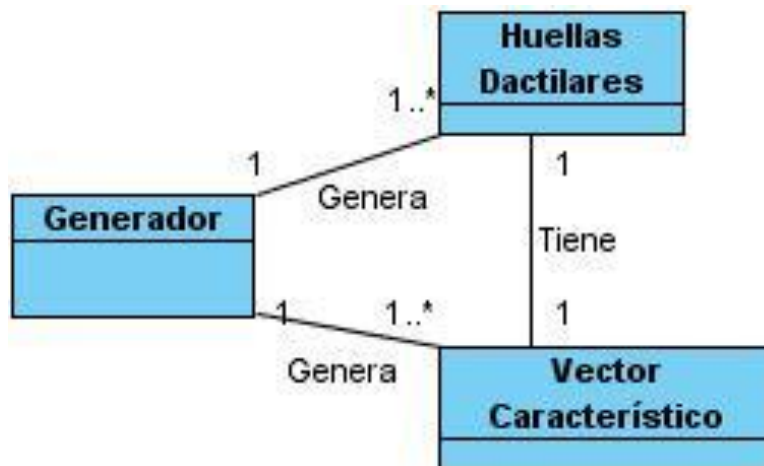 Huellas
Dactilares
1..*
1
1
Genera
Generador
Tiene
1
1..*
1
Genera
Vector
Característico